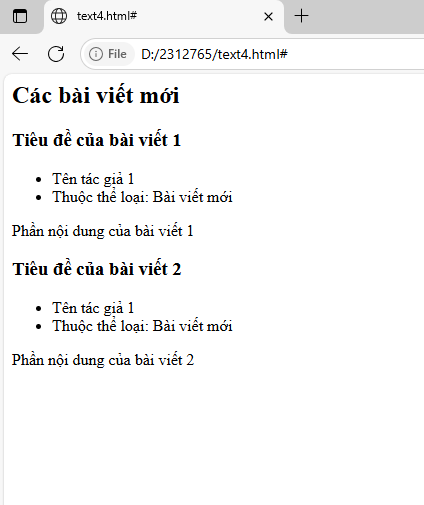 text4.html#
File D:/2312765/text4.html#
Các bài viết mới
Tiêu đề của bài viết 1
Tên tác giả 1
Thuộc thể loại: Bài viết mới
Phần nội dung của bài viết 1
Tiêu đề của bài viết 2
Tên tác giả 1
Thuộc thể loại: Bài viết mới
Phần nội dung của bài viết 2